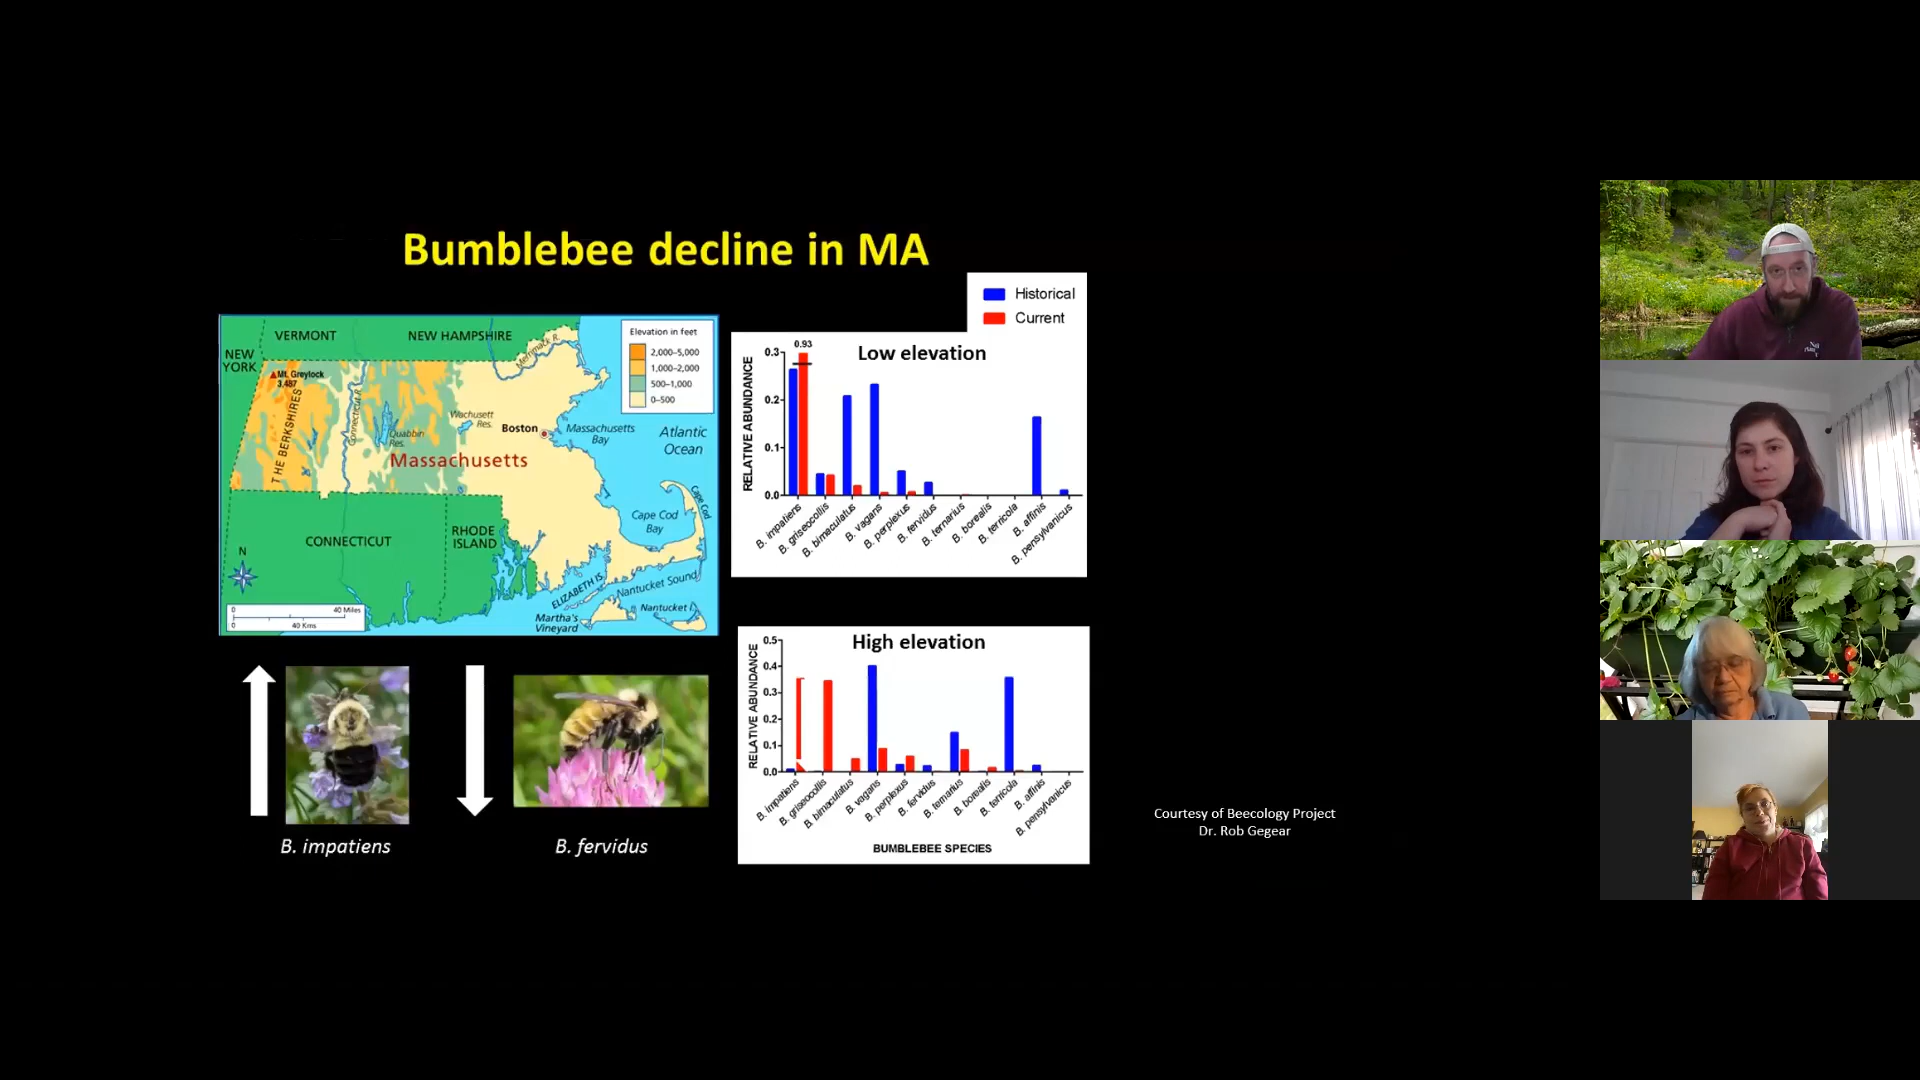 Bumblebee decline in MA
Historical
Current
VERMONT
NEW HAMPSHIRE
NEW
YORK
Merrimack R.
Elevation in feet
2,000–5,000
1,000–2,000
500–1,000
0–500
Mt. Greylock
3,487
THE BERKSHIRES
Connecticut R.
Quabbin
Res.
Wachusett
Res.
Boston
Massachusetts
Bay
Atlantic
Ocean
Massachusetts
Cape Cod
Cape Cod
Bay
CONNECTICUT
RHODE
ISLAND
N
ELIZABETH IS.
Nantucket Sound
Martha's
Vineyard
Nantucket I.
0 40 Miles
0 40 Kms
Low elevation
0.93
RELATIVE ABUNDANCE
0.3
0.2
0.1
0.0
B. impatiens
B. griseocollis
B. bimaculatus
B. vagans
B. perplexus
B. fervidus
B. ternarius
B. borealis
B. terricola
B. affinis
B. pensylvanicus
High elevation
RELATIVE ABUNDANCE
0.5
0.4
0.3
0.2
0.1
0.0
B. impatiens
B. griseocollis
B. bimaculatus
B. vagans
B. perplexus
B. fervidus
B. ternarius
B. borealis
B. terricola
B. affinis
B. pensylvanicus
BUMBLEBEE SPECIES
B. impatiens
B. fervidus
Courtesy of Beecology Project
Dr. Rob Gegear